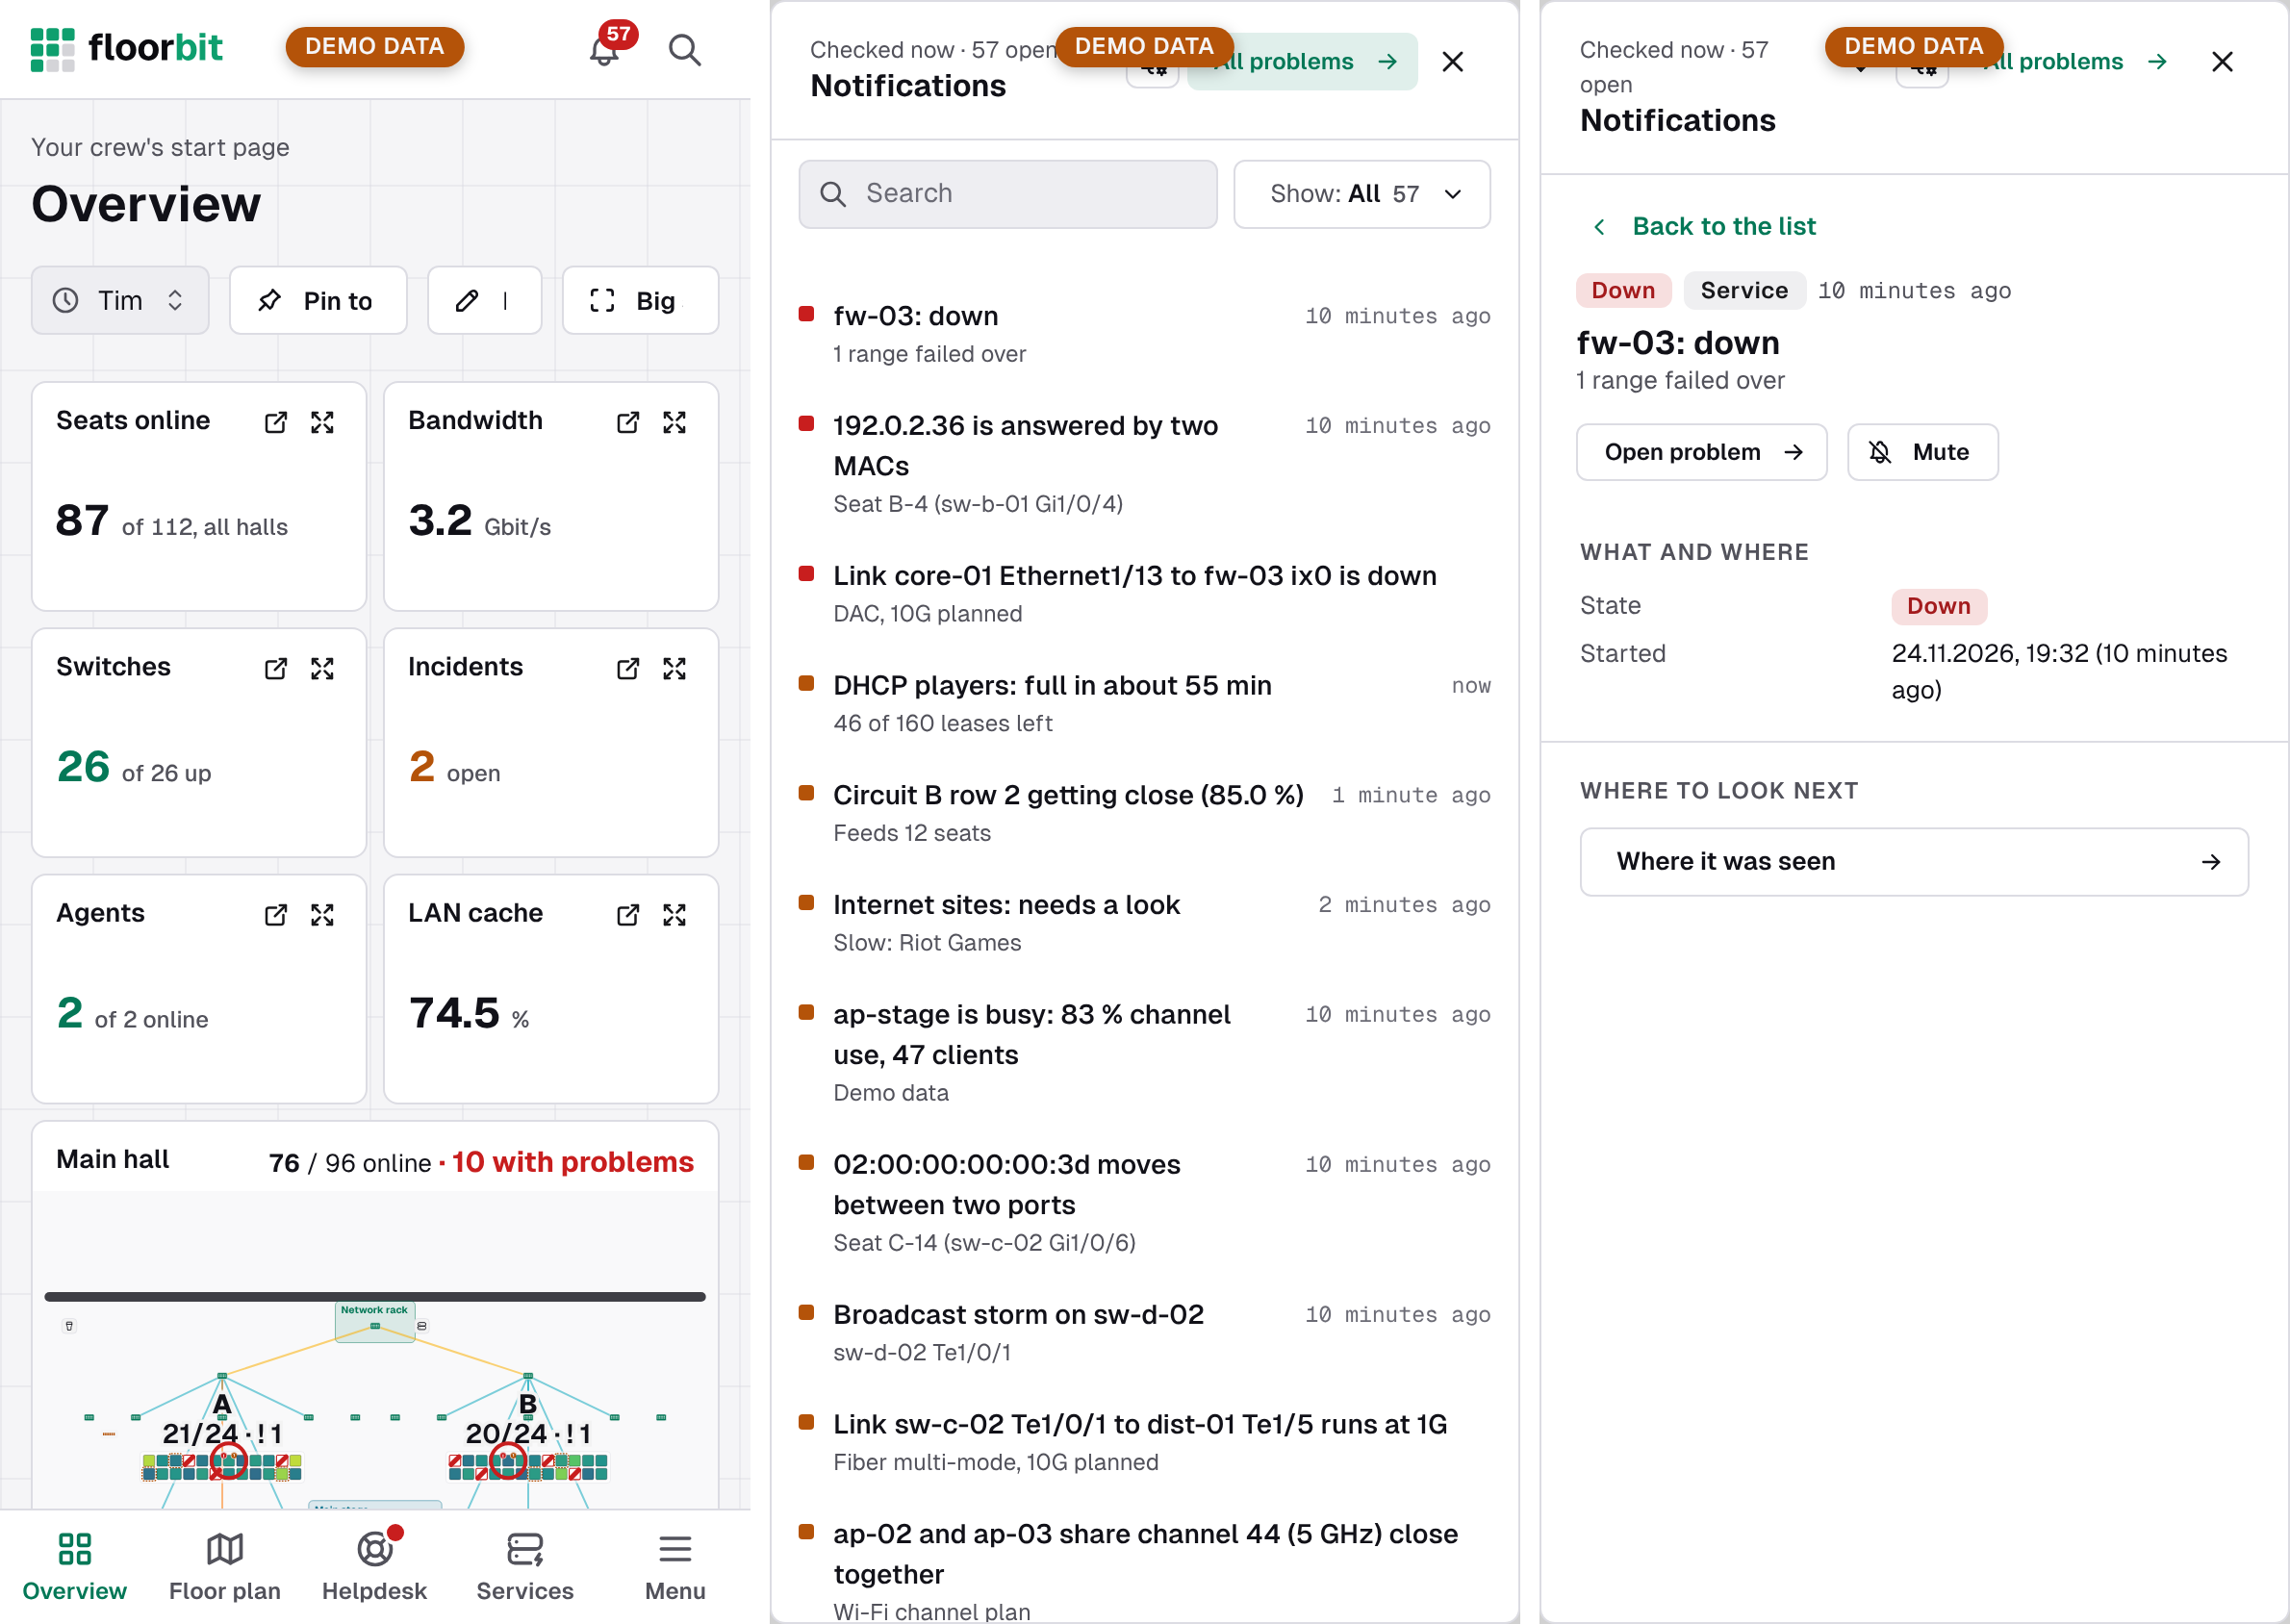 floorbit
DEMO DATA
57
Your crew's start page
Overview
Tim
Pin to
Big
Seats online
87 of 112, all halls
Bandwidth
3.2 Gbit/s
Switches
26 of 26 up
Incidents
2 open
Agents
2 of 2 online
LAN cache
74.5 %
Main hall
76 / 96 online · 10 with problems
Network rack
A
21/24 · ! 1
B
20/24 · ! 1
Overview
Floor plan
Helpdesk
Services
Menu
Checked now · 57 open
DEMO DATA
All problems
Notifications
Search
Show: All 57
fw-03: down
10 minutes ago
1 range failed over
192.0.2.36 is answered by two
MACs
10 minutes ago
Seat B-4 (sw-b-01 Gi1/0/4)
Link core-01 Ethernet1/13 to fw-03 ix0 is down
DAC, 10G planned
DHCP players: full in about 55 min
now
46 of 160 leases left
Circuit B row 2 getting close (85.0 %)
1 minute ago
Feeds 12 seats
Internet sites: needs a look
2 minutes ago
Slow: Riot Games
ap-stage is busy: 83 % channel
use, 47 clients
10 minutes ago
Demo data
02:00:00:00:00:3d moves
between two ports
10 minutes ago
Seat C-14 (sw-c-02 Gi1/0/6)
Broadcast storm on sw-d-02
10 minutes ago
sw-d-02 Te1/0/1
Link sw-c-02 Te1/0/1 to dist-01 Te1/5 runs at 1G
Fiber multi-mode, 10G planned
ap-02 and ap-03 share channel 44 (5 GHz) close
together
Wi-Fi channel plan
Checked now · 57
open
DEMO DATA
All problems
Notifications
Back to the list
Down
Service
10 minutes ago
fw-03: down
1 range failed over
Open problem
Mute
WHAT AND WHERE
State
Down
Started
24.11.2026, 19:32 (10 minutes
ago)
WHERE TO LOOK NEXT
Where it was seen